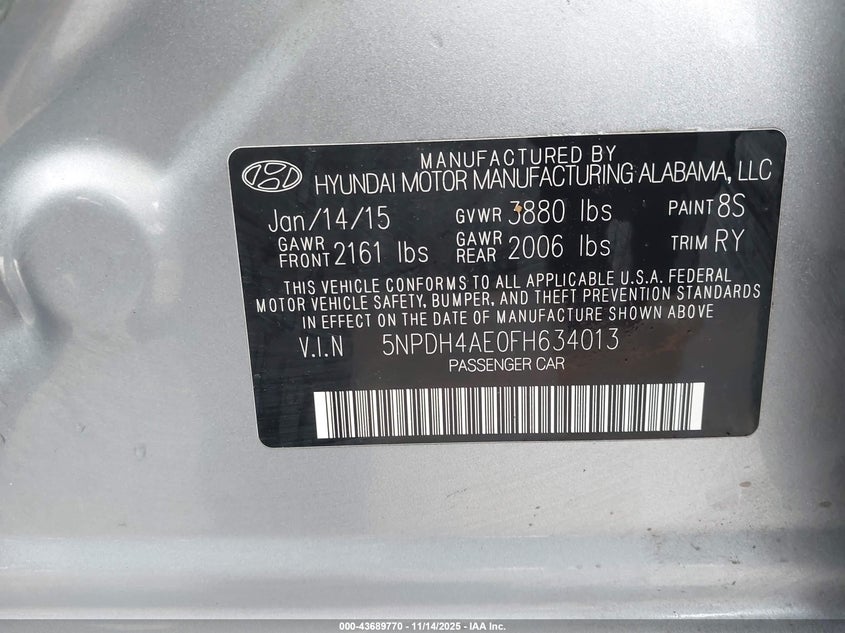 MANUFACTURED BY
HYUNDAI MOTOR MANUFACTURING ALABAMA, LLC
Jan/14/15 GVWR 3880 lbs PAINT 8S
GAWR FRONT 2161 lbs GAWR REAR 2006 lbs TRIM RY
THIS VEHICLE CONFORMS TO ALL APPLICABLE U.S.A. FEDERAL
MOTOR VEHICLE SAFETY, BUMPER, AND THEFT PREVENTION STANDARDS
IN EFFECT ON THE DATE OF MANUFACTURE SHOWN ABOVE
V.I.N 5NPDH4AE0FH634013
PASSENGER CAR
000-43689770 - 11/14/2025 - IAA Inc.